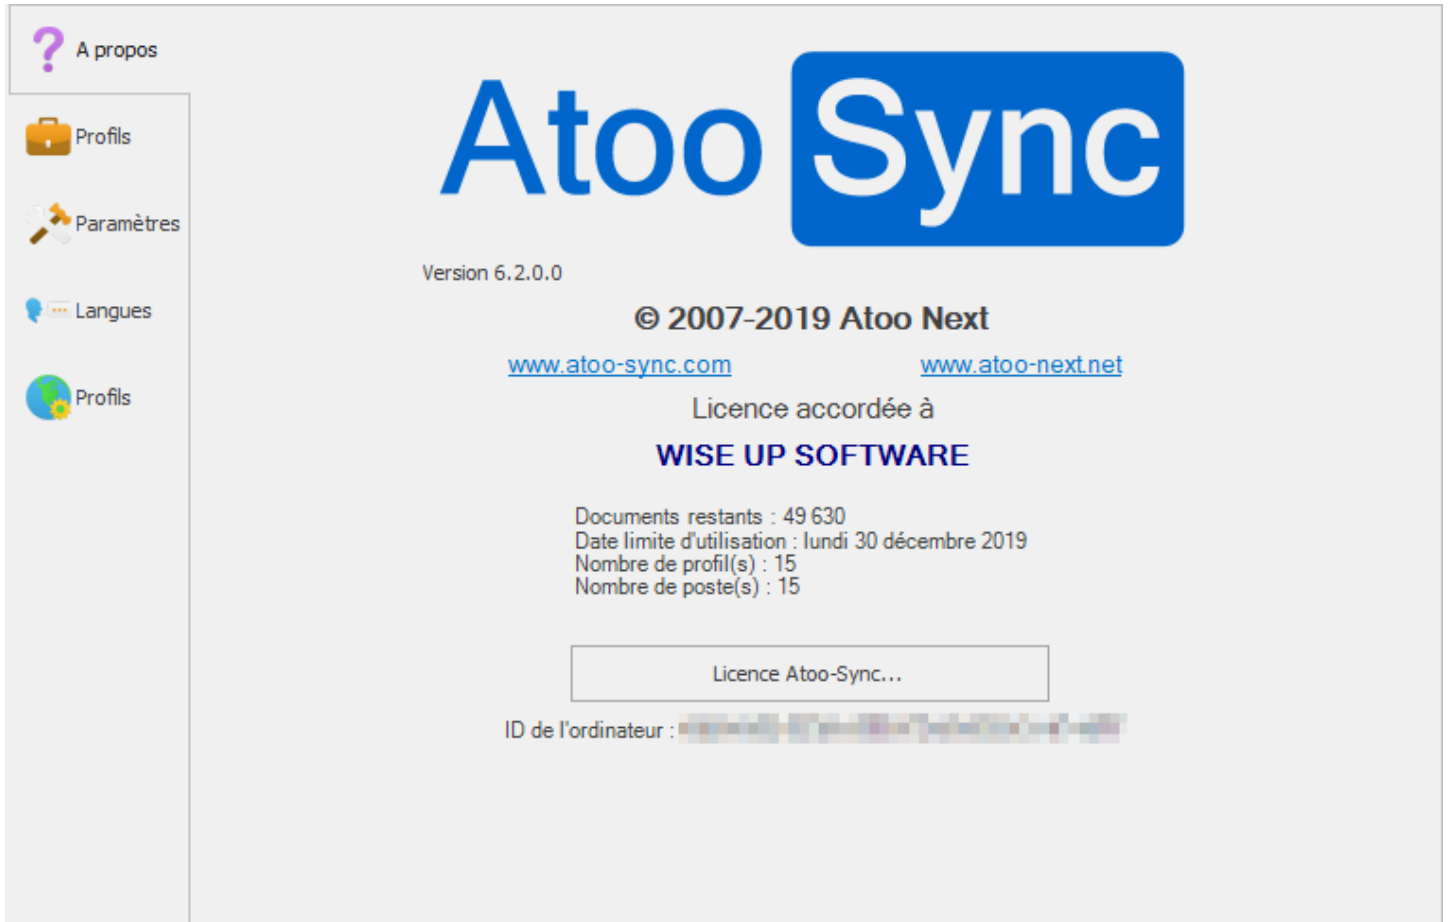 A propos
Profils
Paramètres
Langues
Profils
Atoo Sync
Version 6.2.0.0
© 2007-2019 Atoo Next
www.atoo-sync.com www.atoo-next.net
Licence accordée à
WISE UP SOFTWARE
Documents restants : 49 630
Date limite d'utilisation : lundi 30 décembre 2019
Nombre de profil(s) : 15
Nombre de poste(s) : 15
Licence Atoo-Sync...
ID de l'ordinateur :